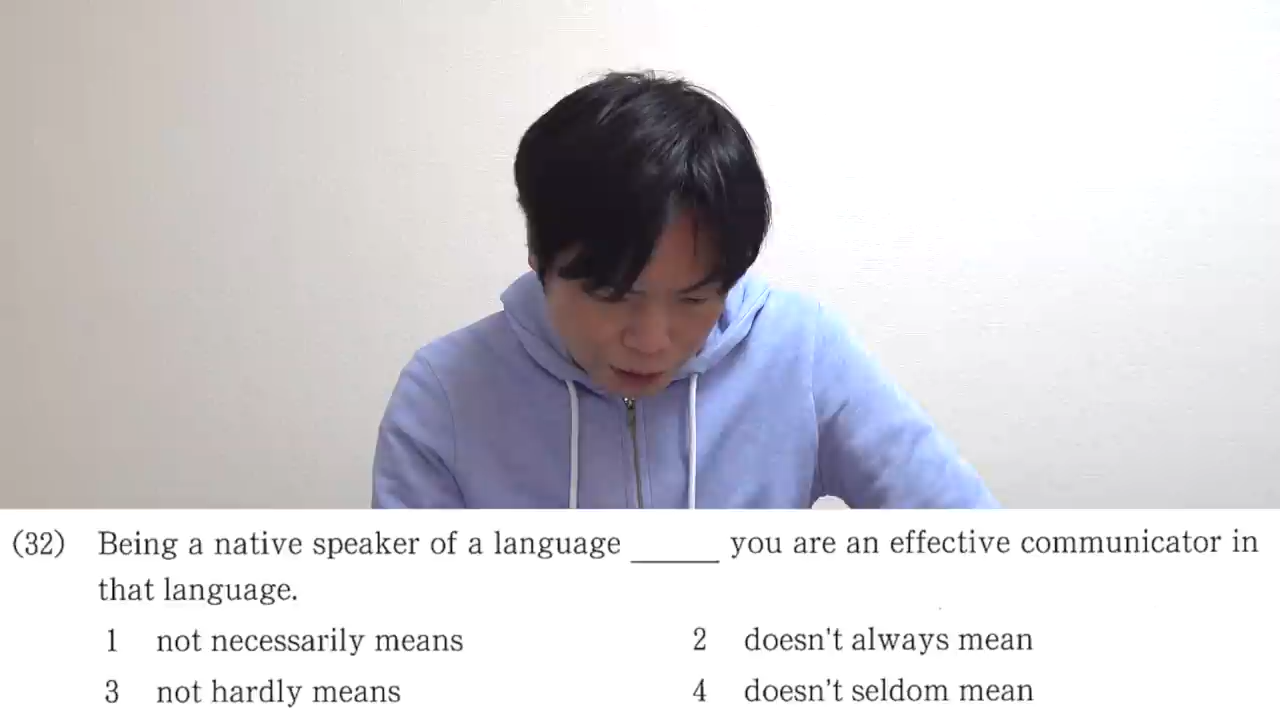 (32) Being a native speaker of a language ______ you are an effective communicator in
that language.
1 not necessarily means 2 doesn't always mean
3 not hardly means 4 doesn't seldom mean